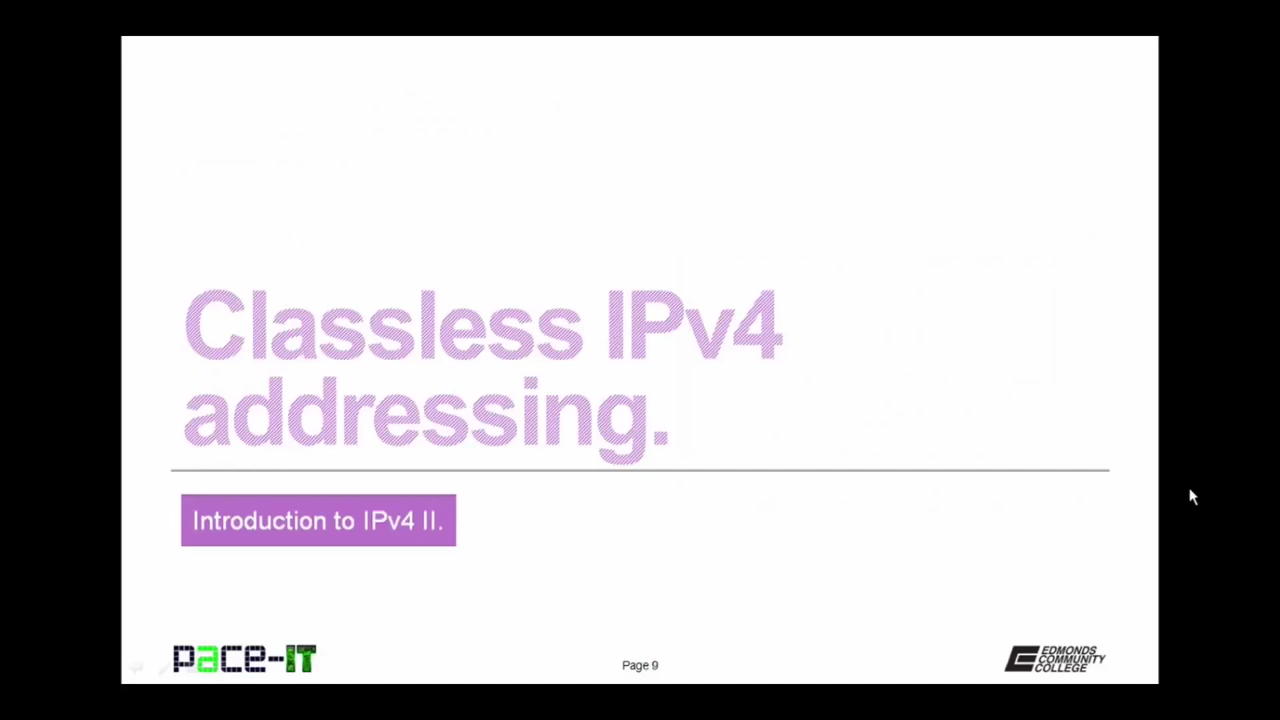 Classless IPv4
addressing.
Introduction to IPv4 II.
pace-IT
Page 9
EDMONDS
COMMUNITY
COLLEGE